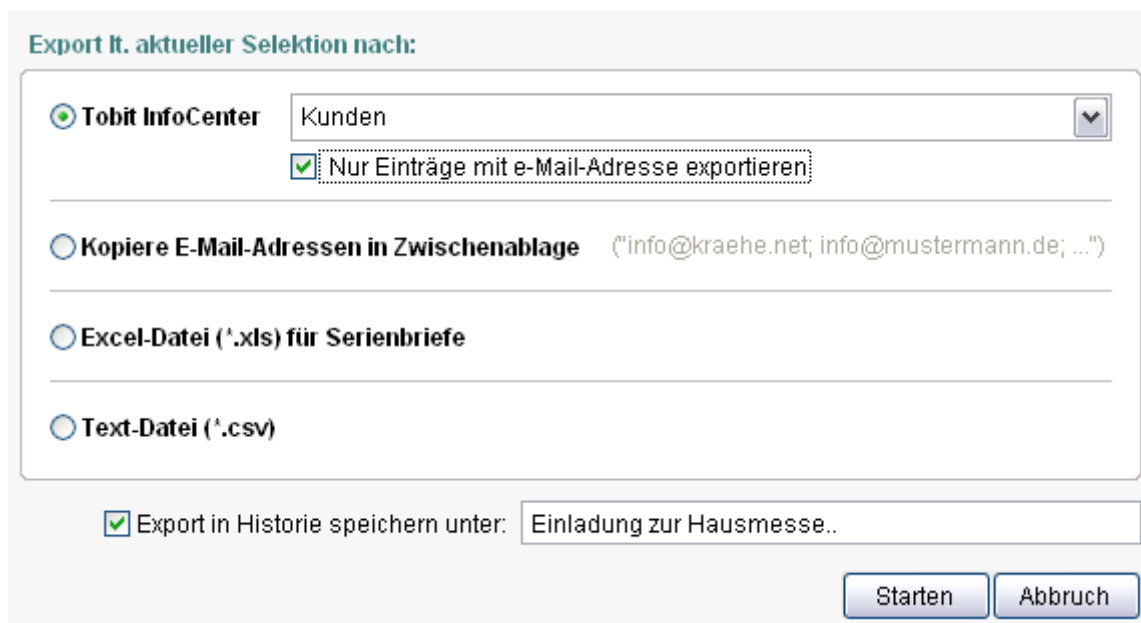 Export lt. aktueller Selektion nach:
Tobit InfoCenter Kunden
Nur Einträge mit e-Mail-Adresse exportieren
Kopiere E-Mail-Adressen in Zwischenablage ("info@kraehe.net; info@mustermann.de; ...")
Excel-Datei (*.xls) für Serienbriefe
Text-Datei (*.csv)
Export in Historie speichern unter: Einladung zur Hausmesse..
Starten Abbruch